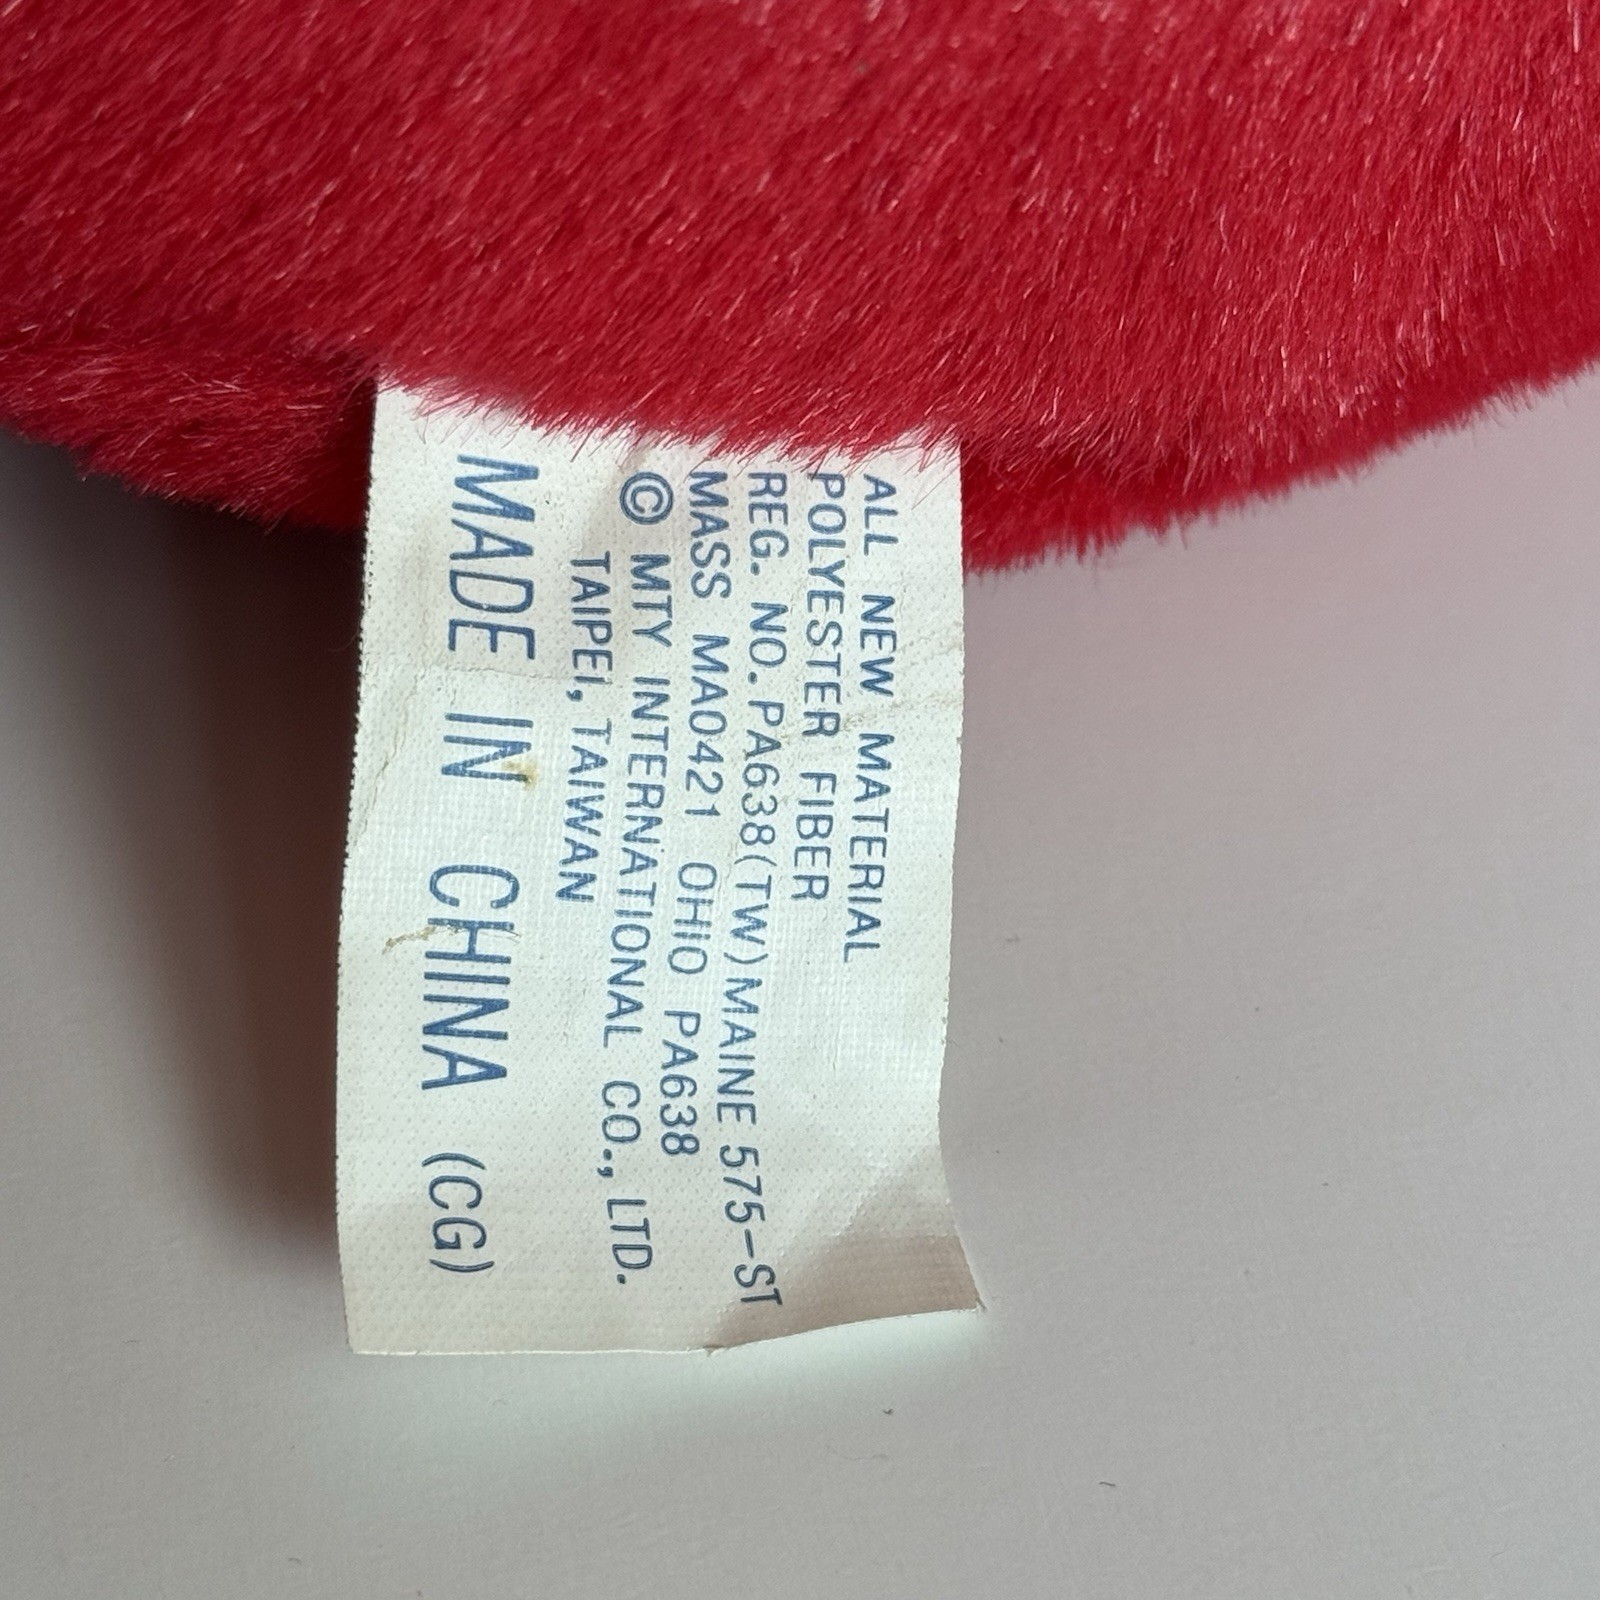 ALL NEW MATERIAL
POLYESTER FIBER
REG. NO. PA638(TW) MAINE 575-ST
MASS MA0421 OHIO PA638
© MTY INTERNATIONAL CO., LTD.
TAIPEI, TAIWAN
MADE IN CHINA (CG)